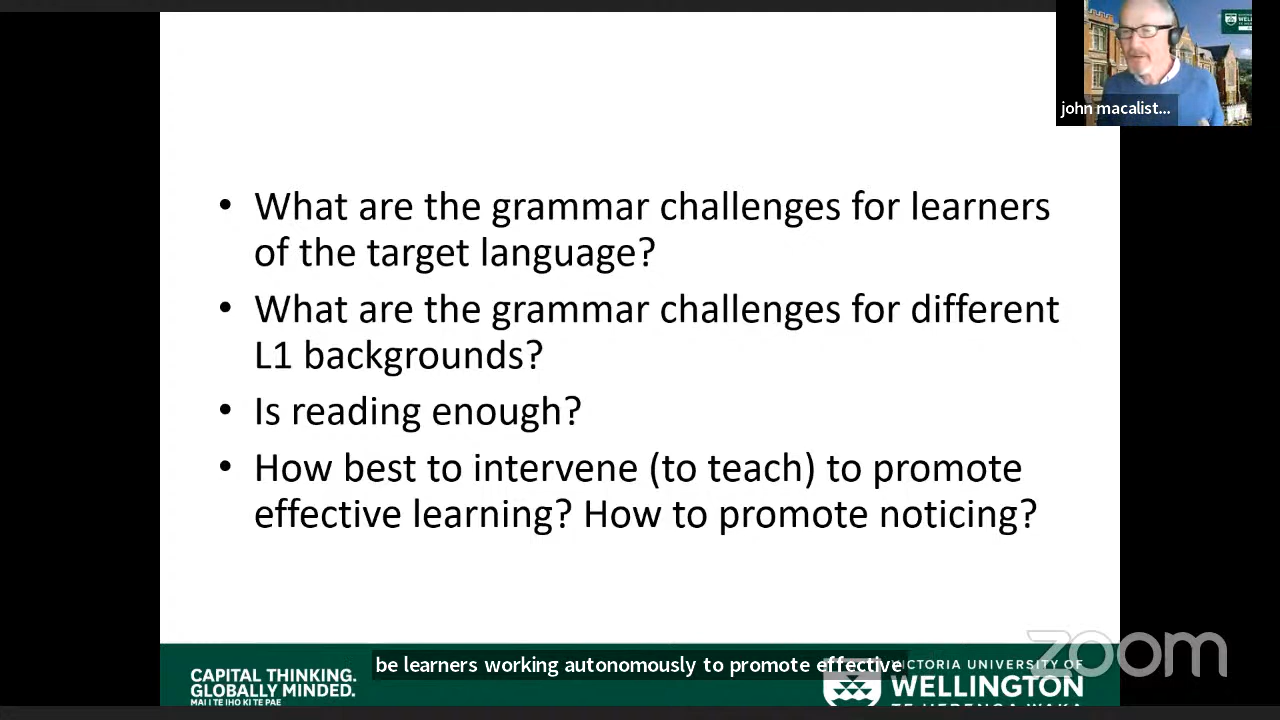 WELL
john macalist...
• What are the grammar challenges for learners
of the target language?
• What are the grammar challenges for different
L1 backgrounds?
• Is reading enough?
• How best to intervene (to teach) to promote
effective learning? How to promote noticing?
zoom
be learners working autonomously to promote effective
CAPITAL THINKING.
GLOBALLY MINDED.
MAI I TE IHO KI TE PAE
VICTORIA UNIVERSITY OF
WELLINGTON
TE HERENGA WAKA